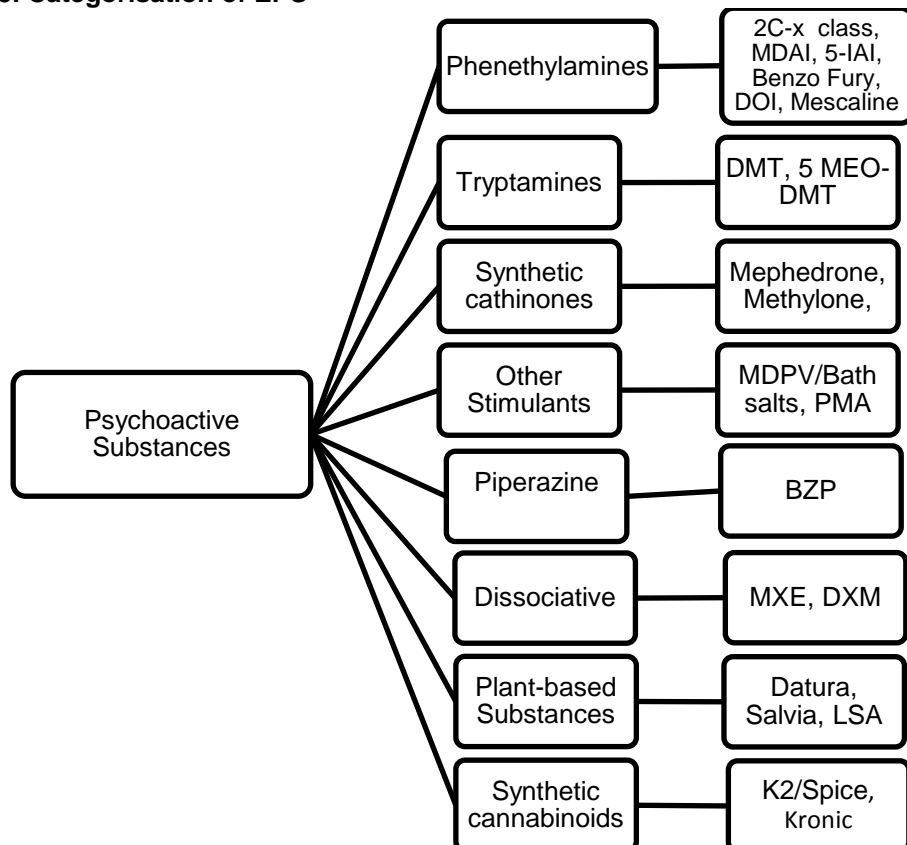 Phenethylamines
2C-x class,
MDAI, 5-IAI,
Benzo Fury,
DOI, Mescaline
Tryptamines
DMT, 5 MEO-
DMT
Synthetic
cathinones
Mephedrone,
Methylone,
Other
Stimulants
MDPV/Bath
salts, PMA
Psychoactive
Substances
Piperazine
BZP
Dissociative
MXE, DXM
Plant-based
Substances
Datura,
Salvia, LSA
Synthetic
cannabinoids
K2/Spice,
Kronic